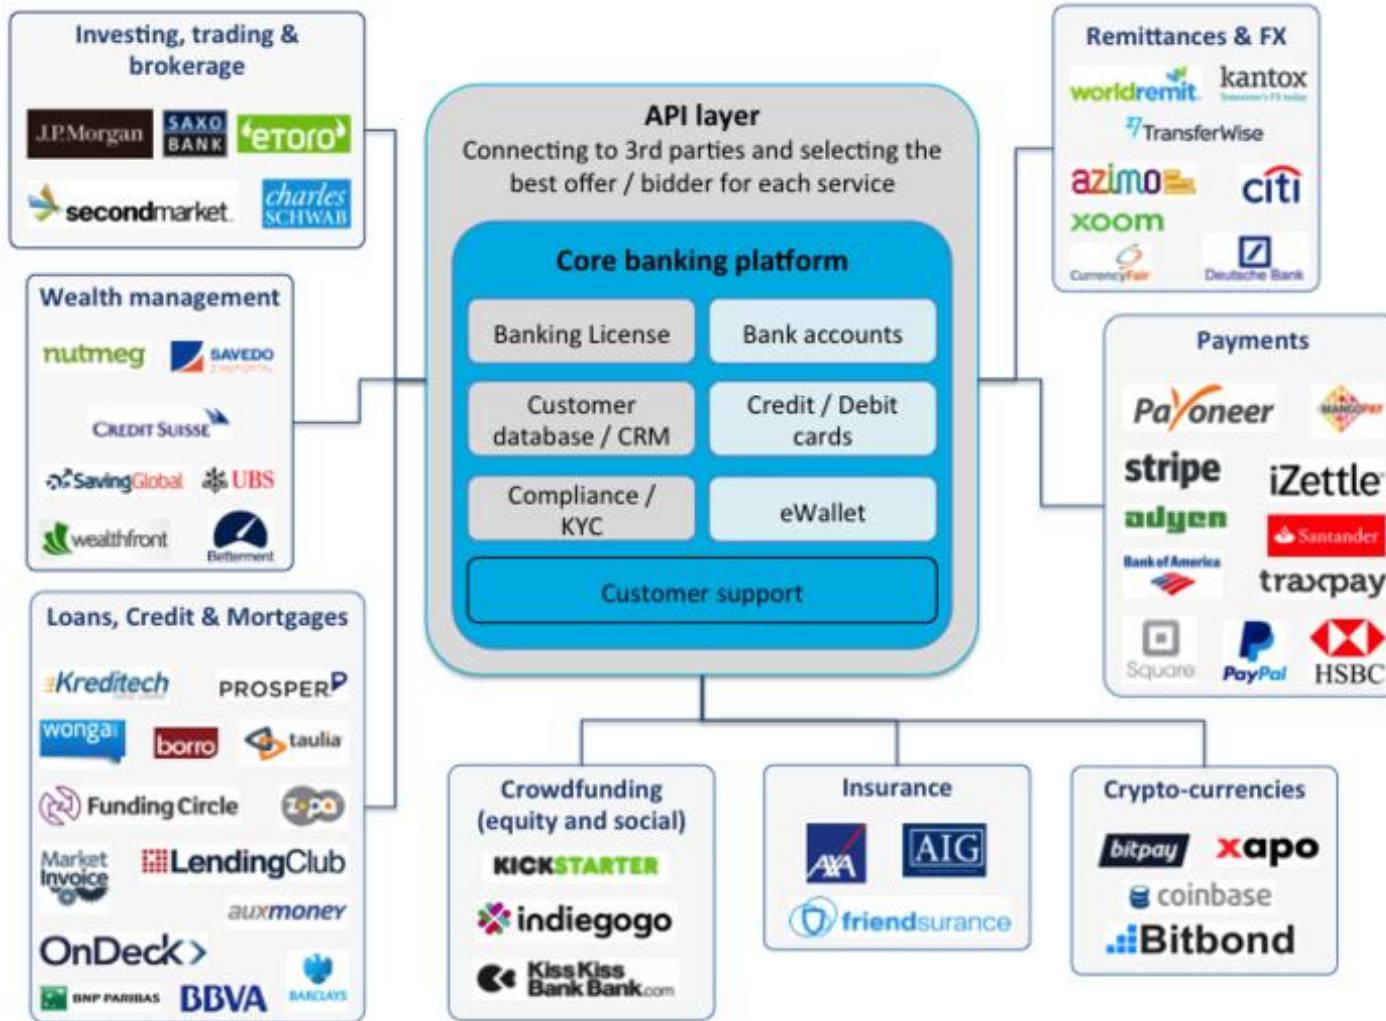 Investing, trading &
brokerage
J.P.Morgan
SAXO
BANK
eToro
secondmarket
charles
SCHWAB
Wealth management
nutmeg
SAVEDO
CREDIT SUISSE
SavingGlobal
UBS
wealthfront
Betterment
Loans, Credit & Mortgages
Kreditech
PROSPER
wonga
borro
taulia
Funding Circle
zopa
Market
Invoice
LendingClub
auxmoney
OnDeck
BNP PARIBAS
BBVA
BARCLAYS
API layer
Connecting to 3rd parties and selecting the
best offer / bidder for each service
Core banking platform
Banking License
Bank accounts
Customer
database / CRM
Credit / Debit
cards
Compliance /
KYC
eWallet
Customer support
Crowdfunding
(equity and social)
KICKSTARTER
indiegogo
KissKiss
BankBank.com
Insurance
AXA
AIG
friendsurance
Crypto-currencies
bitpay
xapo
coinbase
Bitbond
Remittances & FX
worldremit
kantox
Tomorrow's FX today
TransferWise
azimo
citi
xoom
CurrencyFair
Deutsche Bank
Payments
Payoneer
MANGOPAY
stripe
iZettle
adyen
Santander
Bank of America
traxpay
Square
PayPal
HSBC